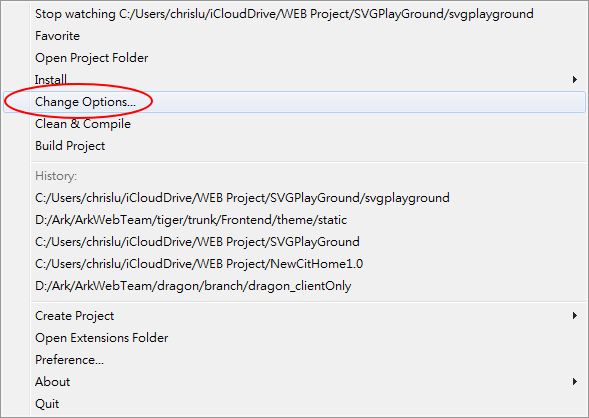 Stop watching C:/Users/chrislu/iCloudDrive/WEB Project/SVGPlayGround/svgplayground
Favorite
Open Project Folder
Install
Change Options...
Clean & Compile
Build Project
History:
C:/Users/chrislu/iCloudDrive/WEB Project/SVGPlayGround/svgplayground
D:/Ark/ArkWebTeam/tiger/trunk/Frontend/theme/static
C:/Users/chrislu/iCloudDrive/WEB Project/SVGPlayGround
C:/Users/chrislu/iCloudDrive/WEB Project/NewCitHome1.0
D:/Ark/ArkWebTeam/dragon/branch/dragon_clientOnly
Create Project
Open Extensions Folder
Preference...
About
Quit